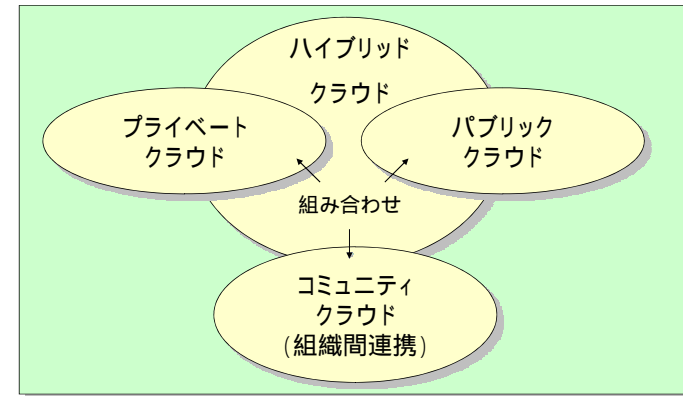 ハイブリッド
クラウド
プライベート
クラウド
パブリック
クラウド
組み合わせ
コミュニティ
クラウド
(組織間連携)